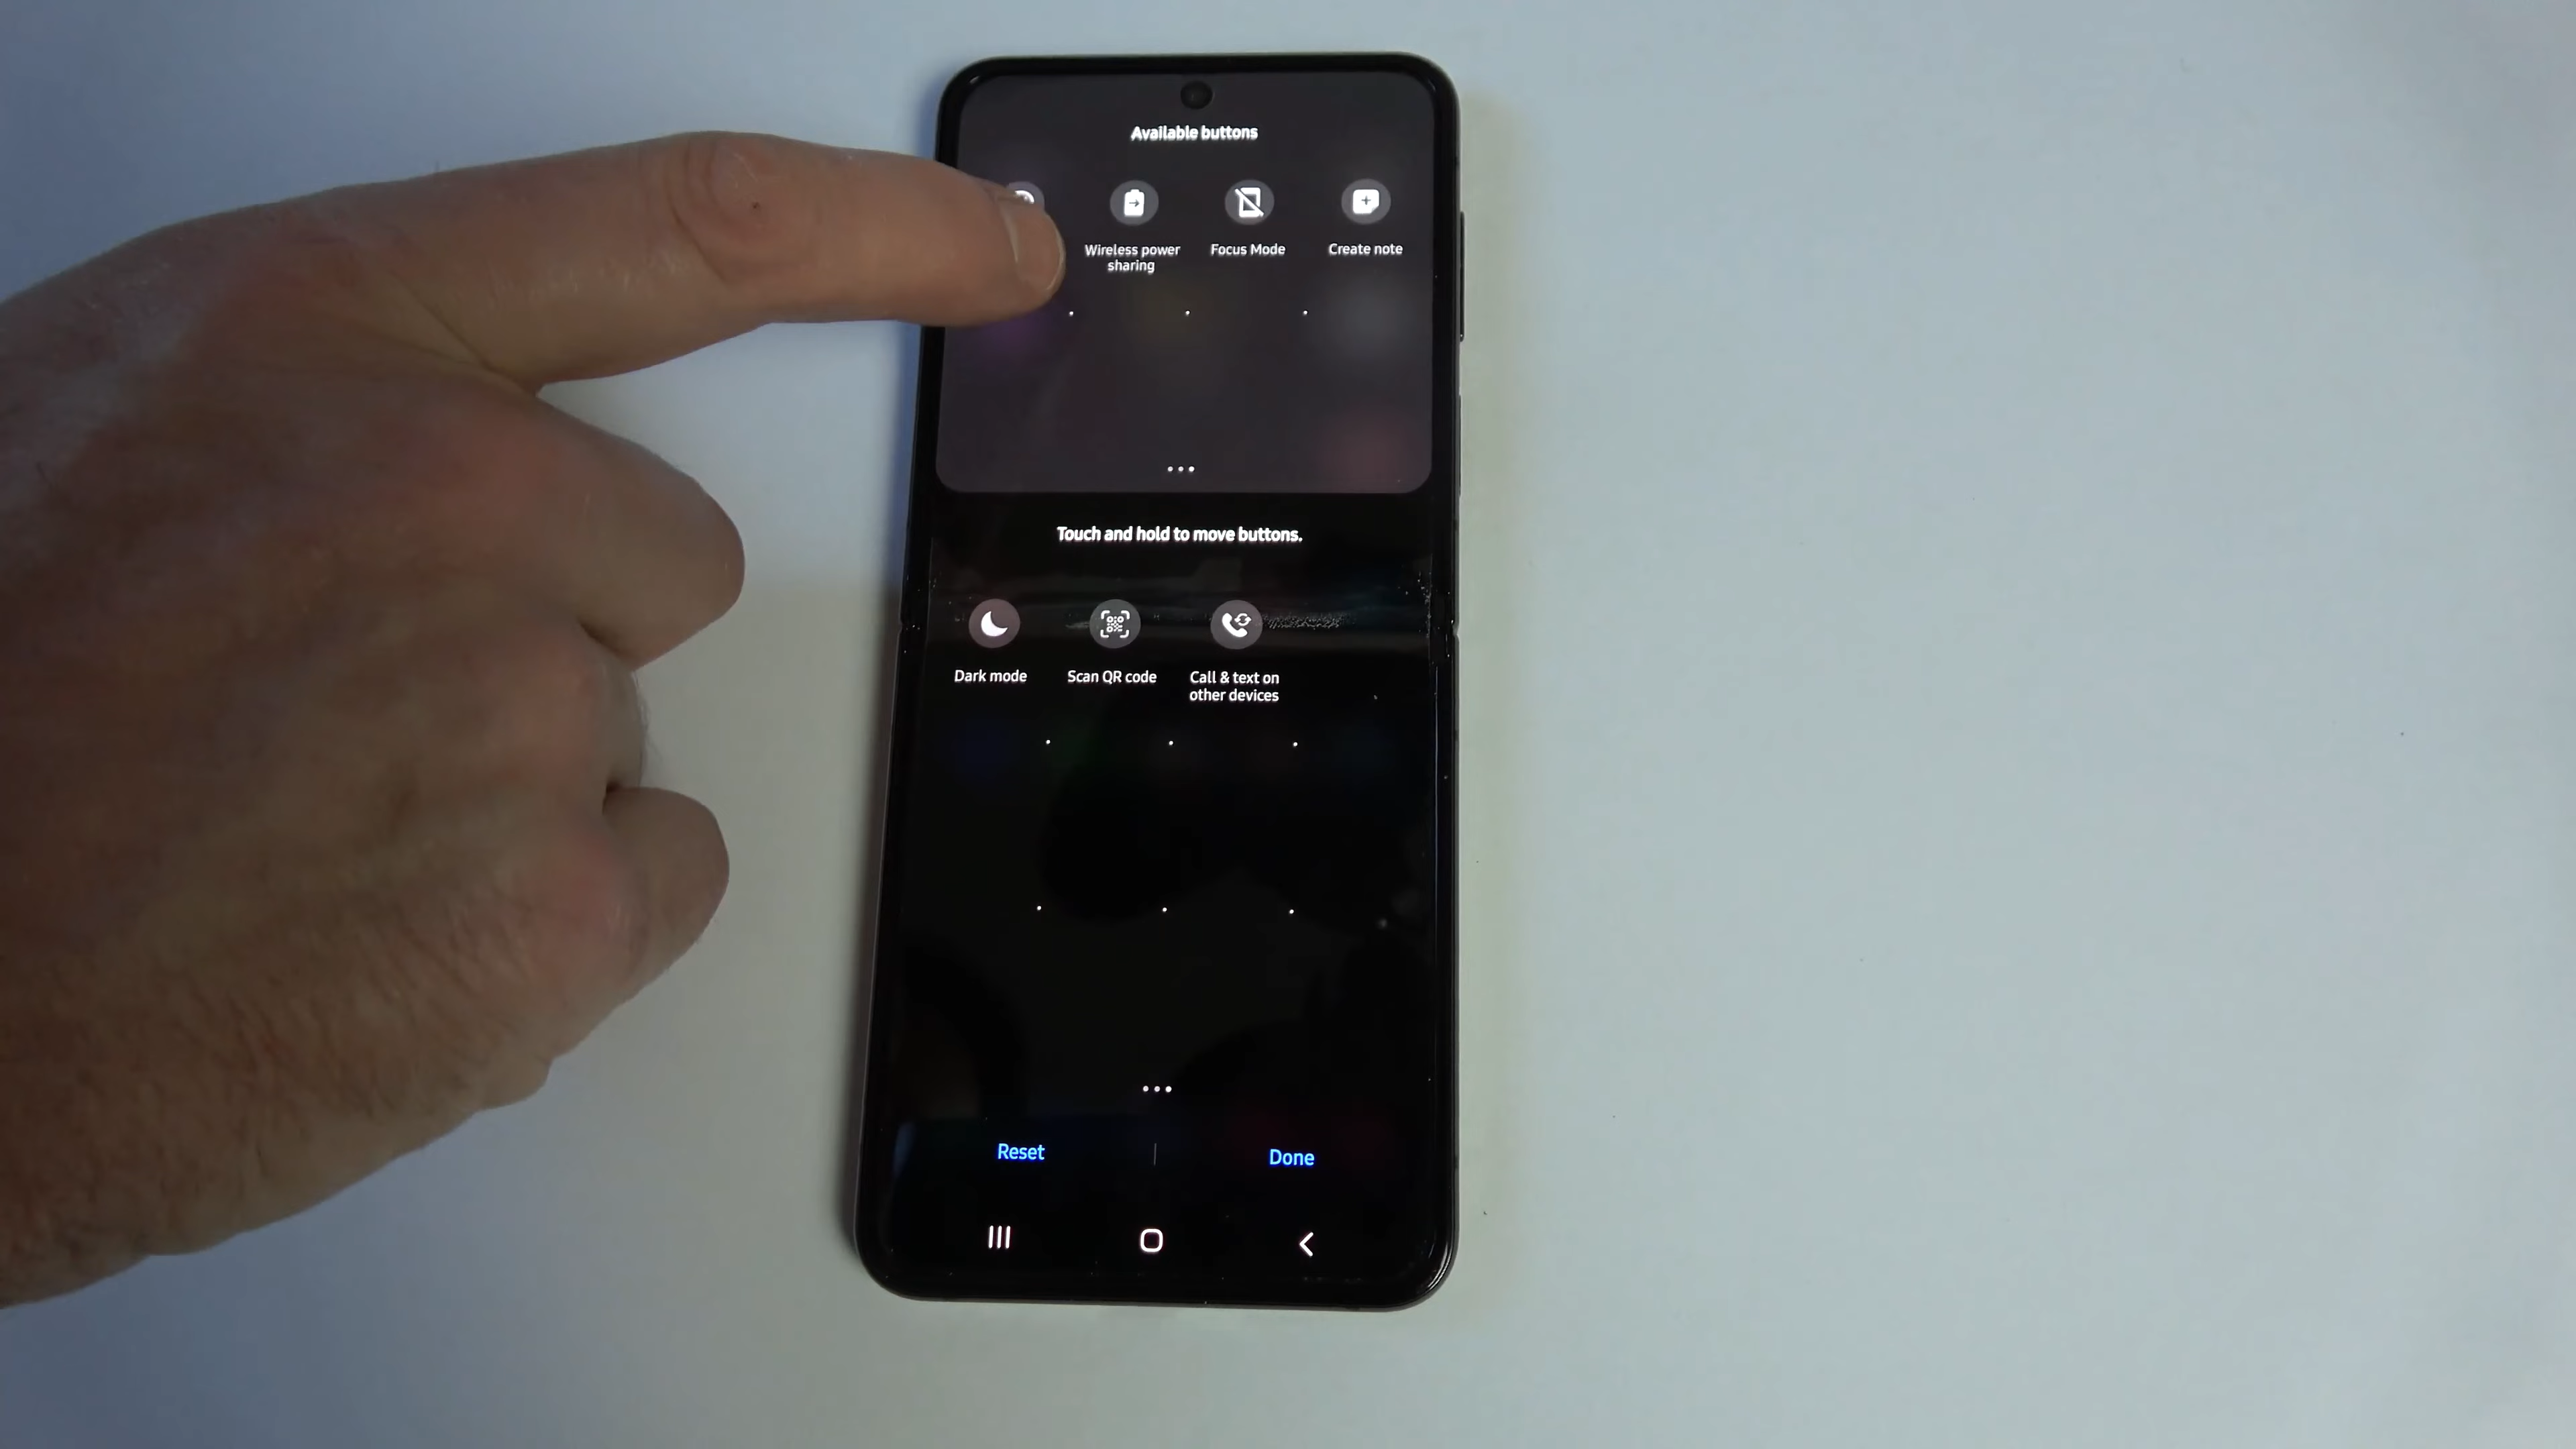 Available buttons
Wireless power
sharing
Focus Mode
Create note
Touch and hold to move buttons.
Dark mode
Scan QR code
Call & text on
other devices
Reset
Done